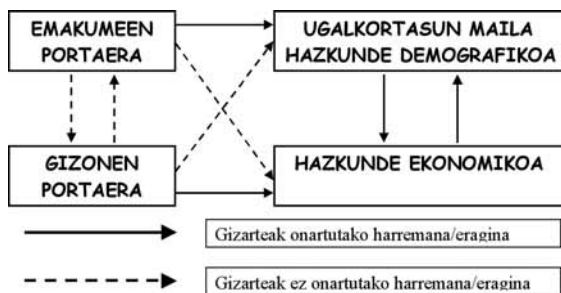 EMAKUMEEN
PORTAERA
UGALKORTASUN MAILA
HAZKUNDE DEMOGRAFIKOA
GIZONEN
PORTAERA
HAZKUNDE EKONOMIKOA
Gizarteak onartutako harremana/eragina
Gizarteak ez onartutako harremana/eragina